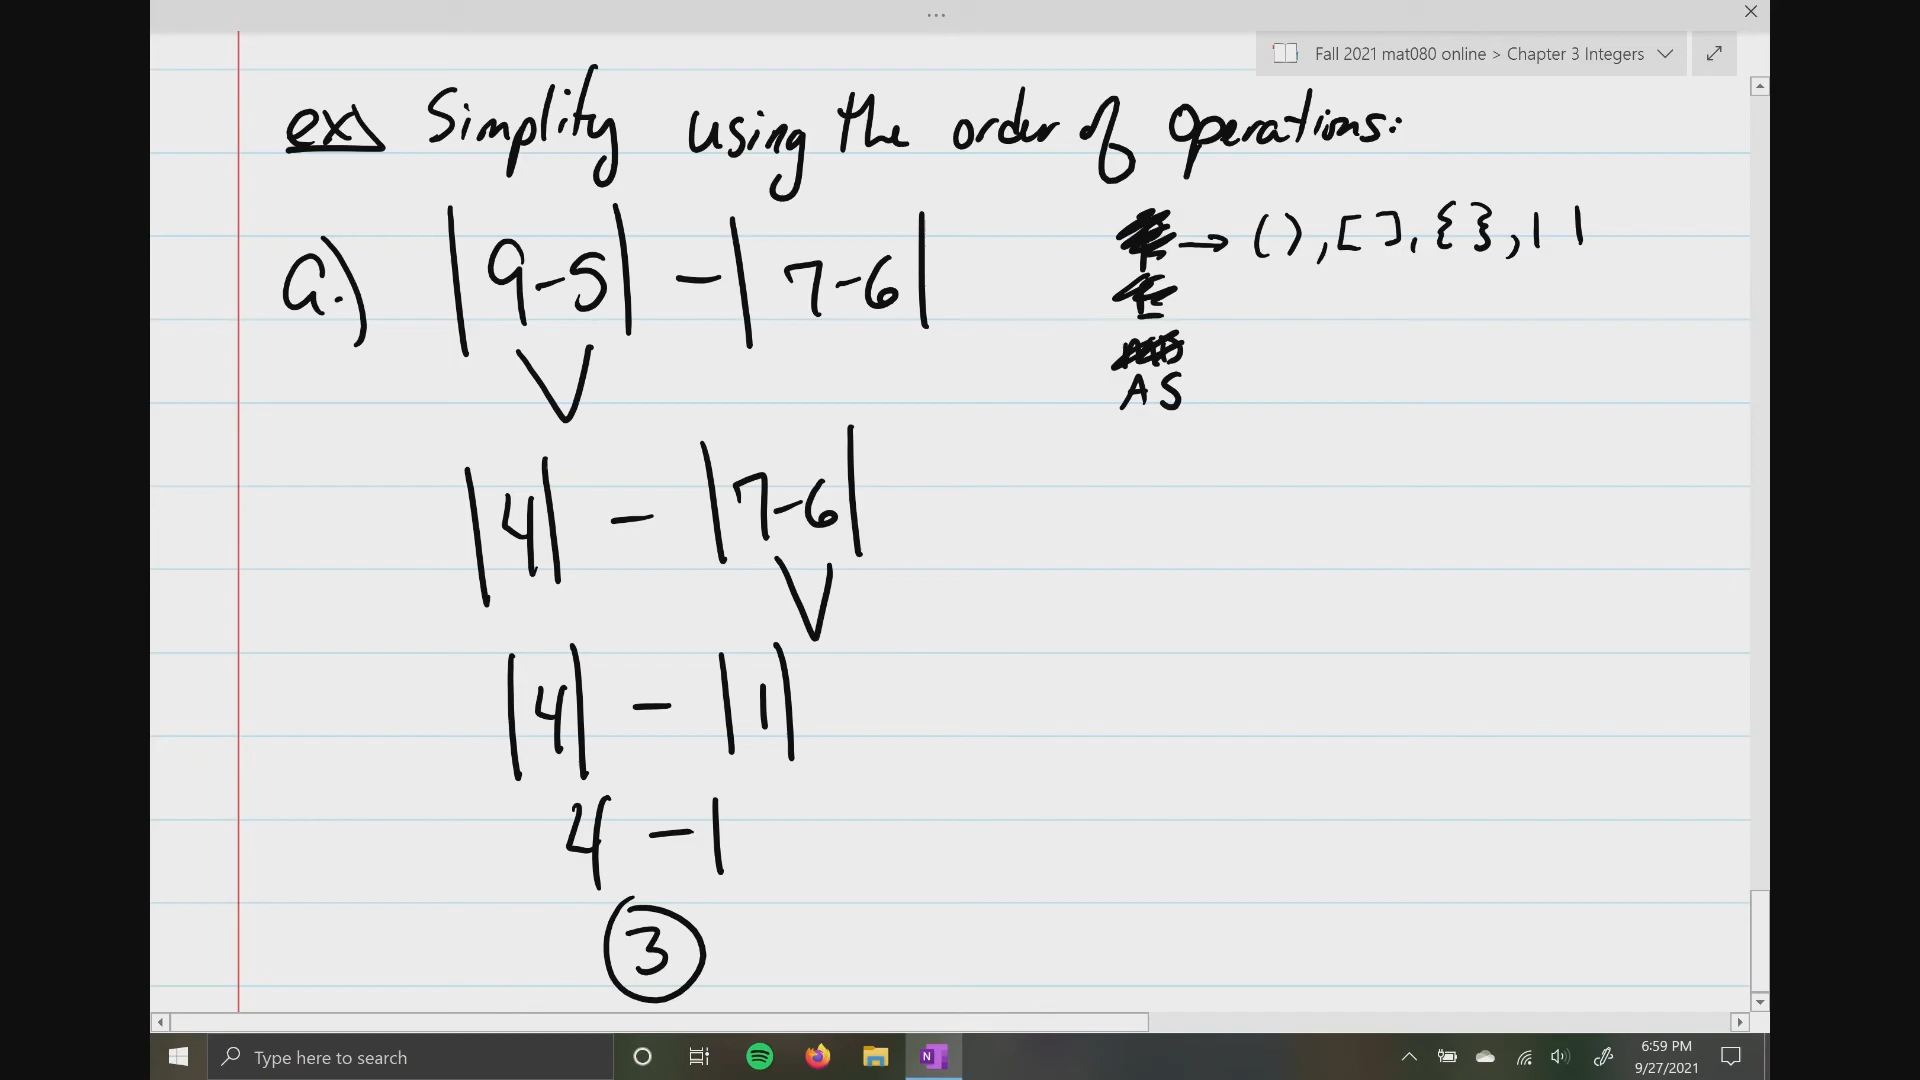 Fall 2021 mat080 online > Chapter 3 Integers
ex) Simplify using the order of Operations:
a.) |9-5| - |7-6|
→ ( ), [ ], { }, | |
E
AS
|4| - |7-6|
|4| - |1|
4 - 1
3
Type here to search
6:59 PM
9/27/2021